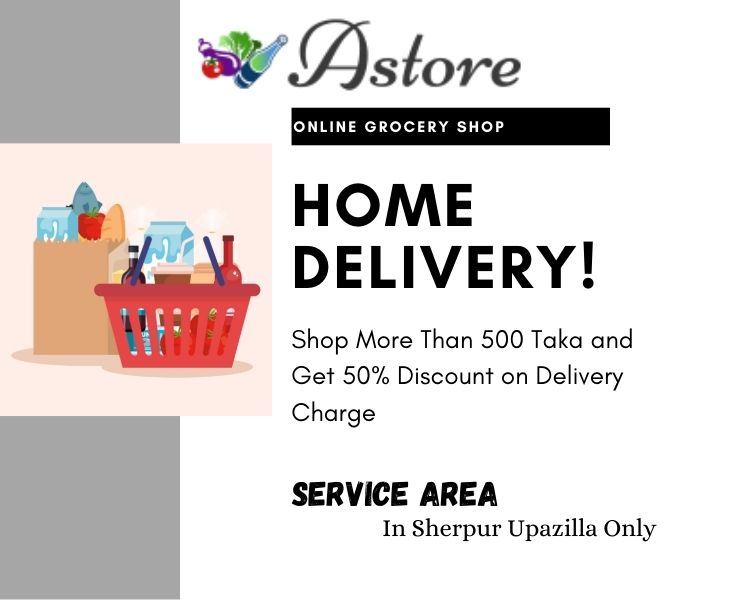 Astore
ONLINE GROCERY SHOP
HOME
DELIVERY!
Shop More Than 500 Taka and
Get 50% Discount on Delivery
Charge
SERVICE AREA
In Sherpur Upazilla Only